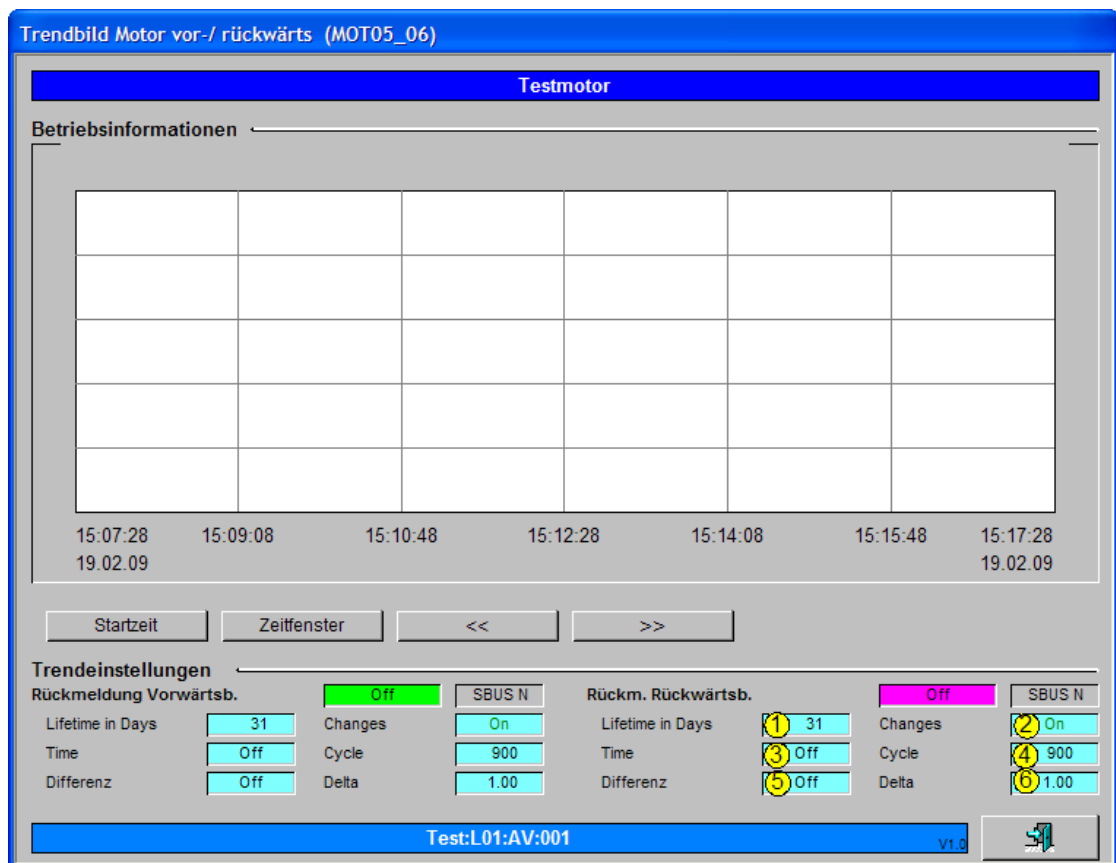 Trendbild Motor vor-/ rückwärts (MOT05_06)
Testmotor
Betriebsinformationen
15:07:28 15:09:08 15:10:48 15:12:28 15:14:08 15:15:48 15:17:28
19.02.09 19.02.09
Startzeit Zeitfenster << >>
Trendeinstellungen
Rückmeldung Vorwärtsb. Off SBUS N Rückm. Rückwärtsb. Off SBUS N
Lifetime in Days 31 Changes On Lifetime in Days 1 31 Changes 2 On
Time Off Cycle 900 Time 3 Off Cycle 4 900
Differenz Off Delta 1.00 Differenz 5 Off Delta 6 1.00
Test:L01:AV:001 V1.0